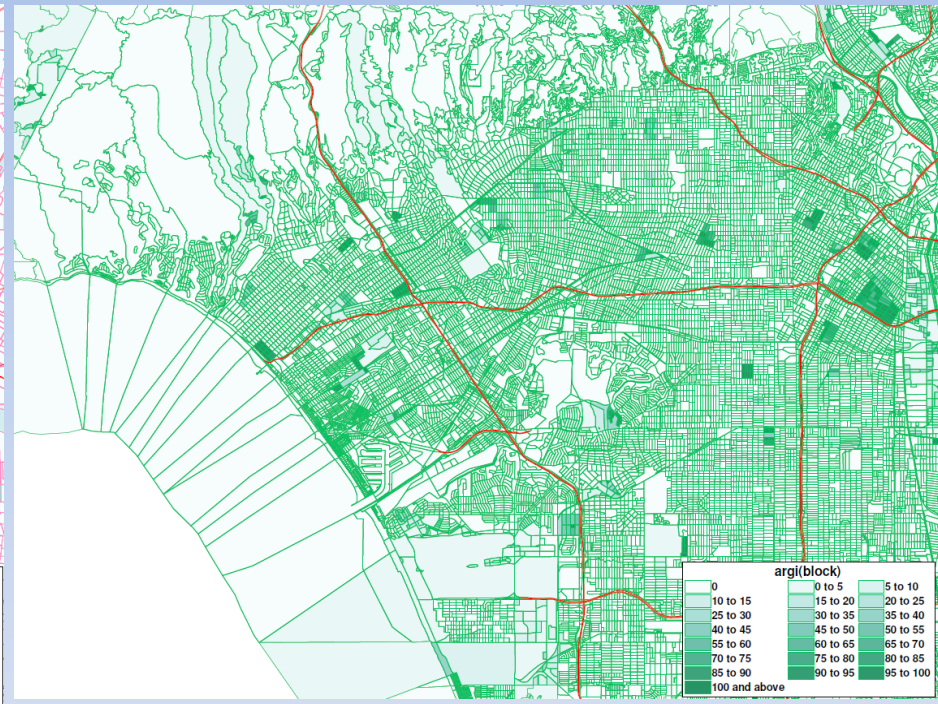 argi(block)
0 0 to 5 5 to 10
10 to 15 15 to 20 20 to 25
25 to 30 30 to 35 35 to 40
40 to 45 45 to 50 50 to 55
55 to 60 60 to 65 65 to 70
70 to 75 75 to 80 80 to 85
85 to 90 90 to 95 95 to 100
100 and above